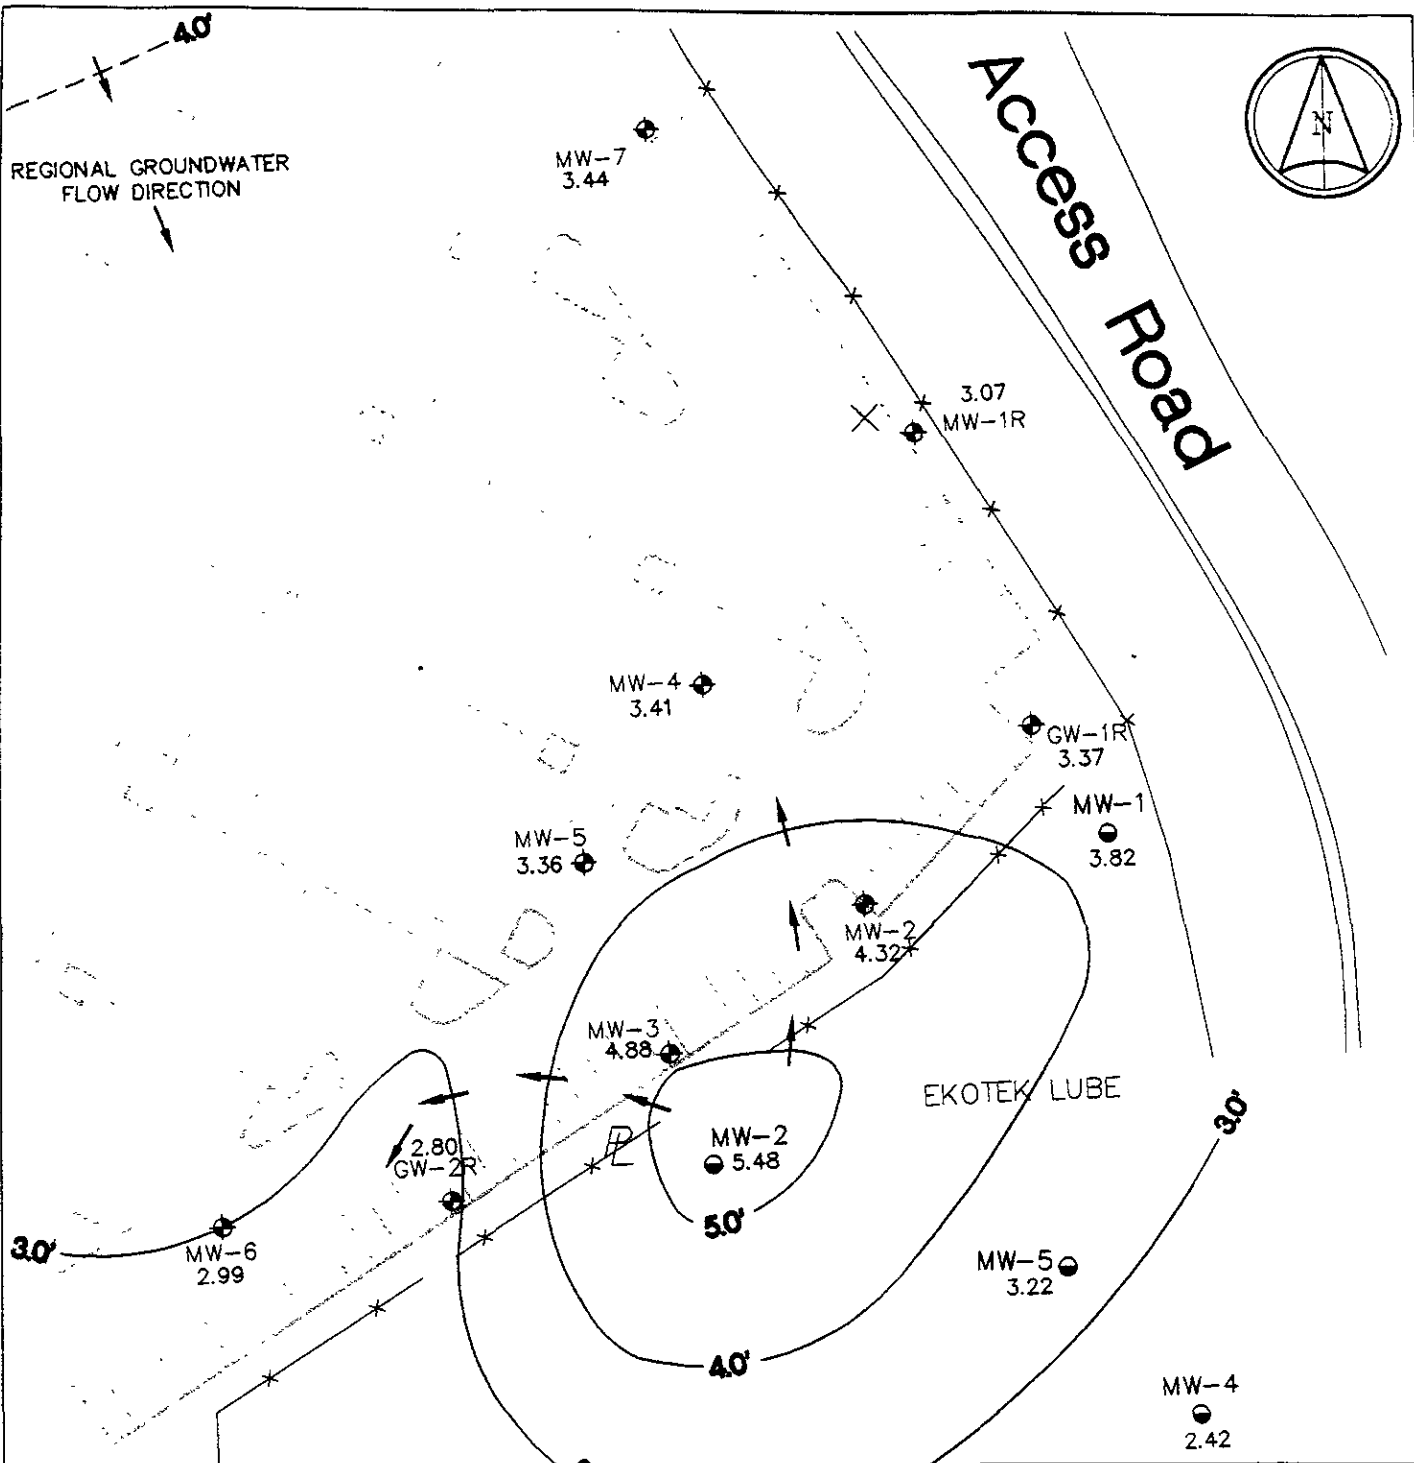 4.0'
REGIONAL GROUNDWATER
FLOW DIRECTION
MW-7
3.44
Access Road
N
3.07
MW-1R
MW-4
3.41
GW-1R
3.37
MW-1
3.82
MW-5
3.36
MW-2
4.32
MW-3
4.88
EKOTEK LUBE
3.0'
PL
MW-2
5.48
2.80
GW-2R
5.0'
3.0'
MW-6
2.99
MW-5
3.22
4.0'
MW-4
2.42